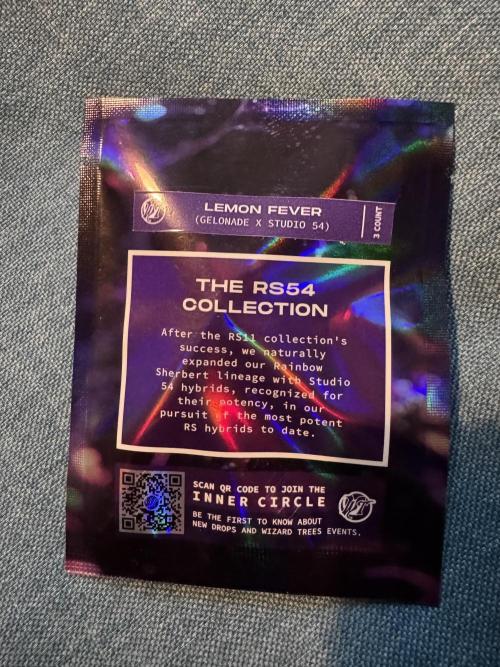 LEMON FEVER
(GELONADE X STUDIO 54)
3 COUNT
THE RS54
COLLECTION
After the RS11 collection's
success, we naturally
expanded our Rainbow
Sherbert lineage with Studio
54 hybrids, recognized for
their potency, in our
pursuit of the most potent
RS hybrids to date.
SCAN QR CODE TO JOIN THE
INNER CIRCLE
BE THE FIRST TO KNOW ABOUT
NEW DROPS AND WIZARD TREES EVENTS.